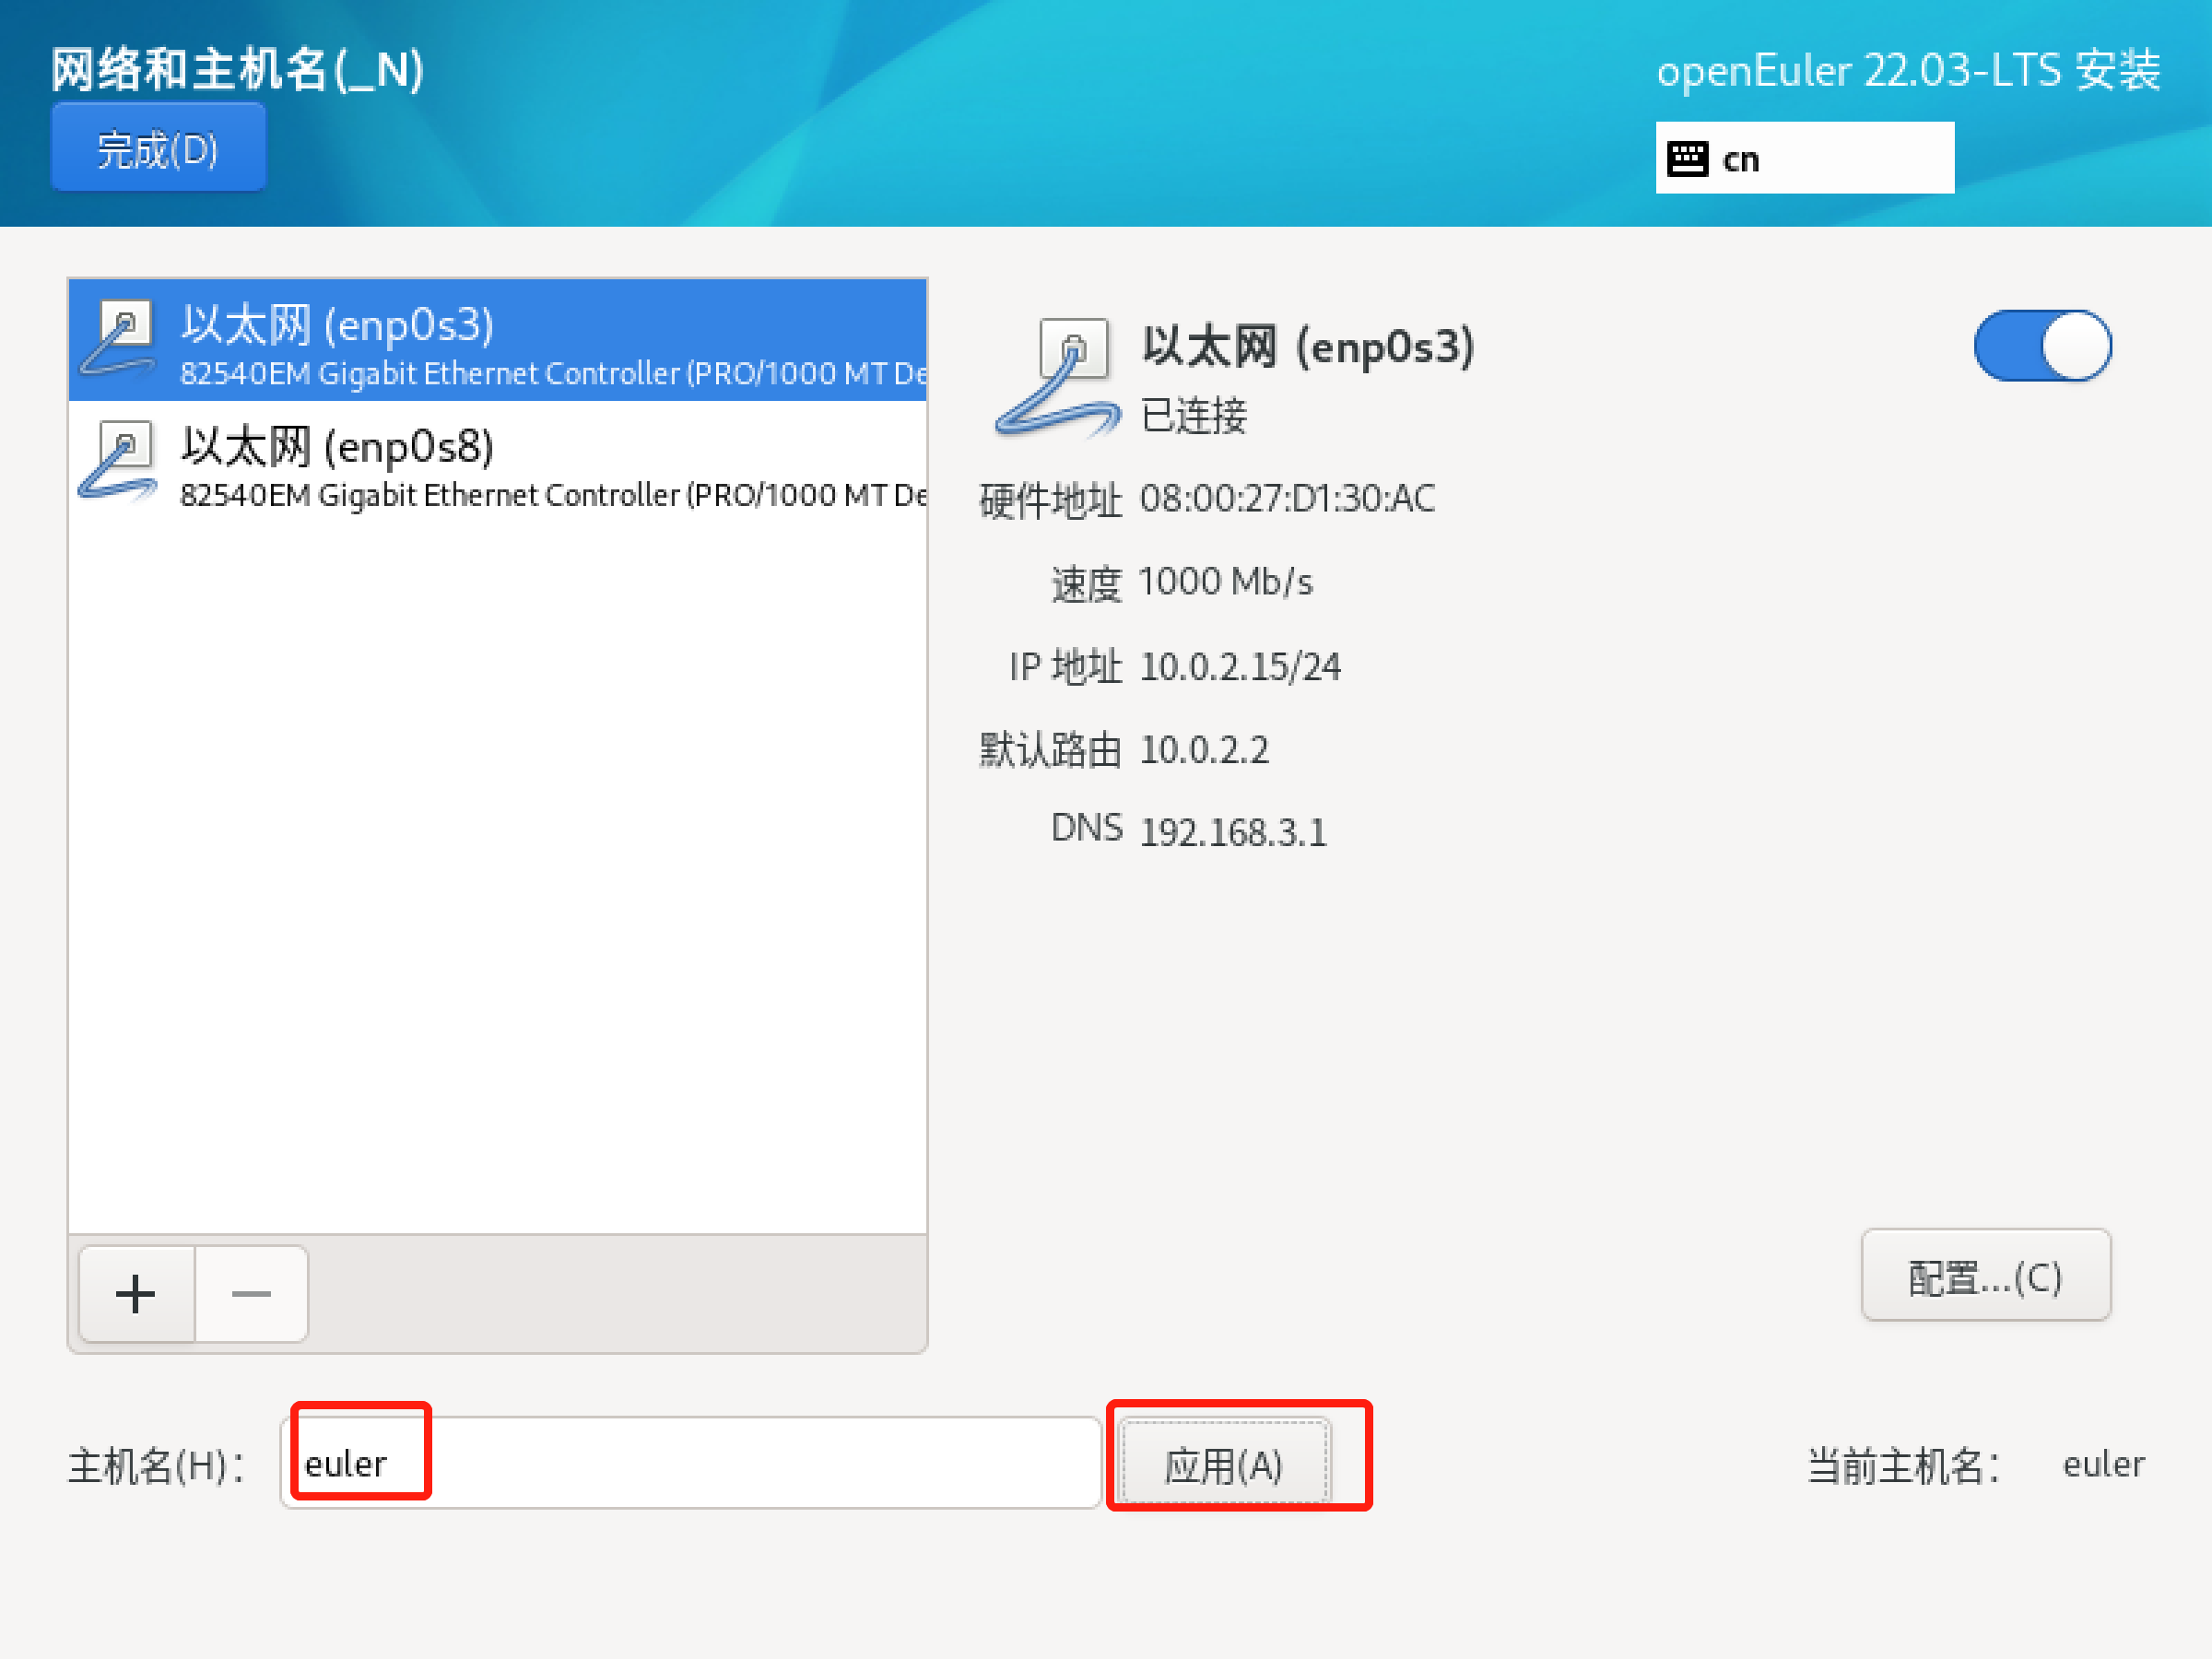 网络和主机名(_N)
openEuler 22.03-LTS 安装
完成(D)
cn
以太网 (enp0s3)
82540EM Gigabit Ethernet Controller (PRO/1000 MT De
以太网 (enp0s8)
82540EM Gigabit Ethernet Controller (PRO/1000 MT De
以太网 (enp0s3)
已连接
硬件地址 08:00:27:D1:30:AC
速度 1000 Mb/s
IP 地址 10.0.2.15/24
默认路由 10.0.2.2
DNS 192.168.3.1
配置...(C)
主机名(H)： euler 应用(A) 当前主机名： euler